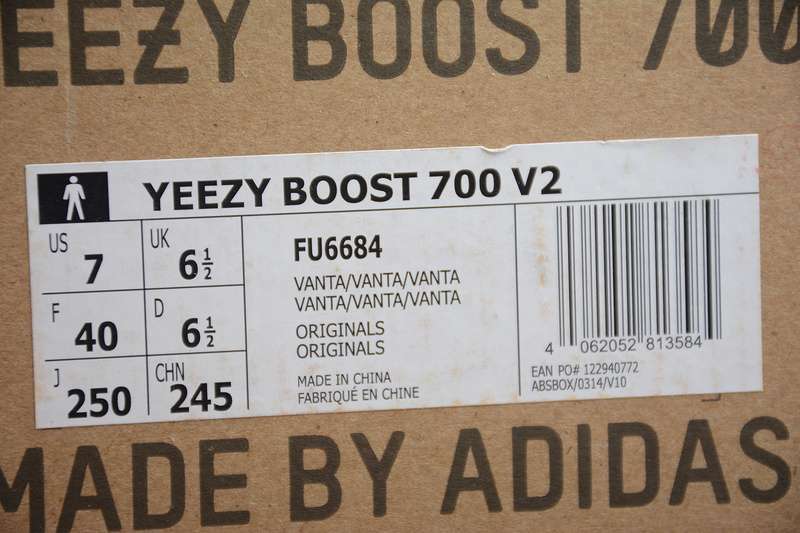 YEEZY BOOST 700
YEEZY BOOST 700 V2
US 7 UK 6 1/2
F 40 D 6 1/2
J 250 CHN 245
FU6684
VANTA/VANTA/VANTA
VANTA/VANTA/VANTA
ORIGINALS
ORIGINALS
MADE IN CHINA
FABRIQUÉ EN CHINE
4 062052 813584
EAN PO# 122940772
ABSBOX/0314/V10
MADE BY ADIDAS